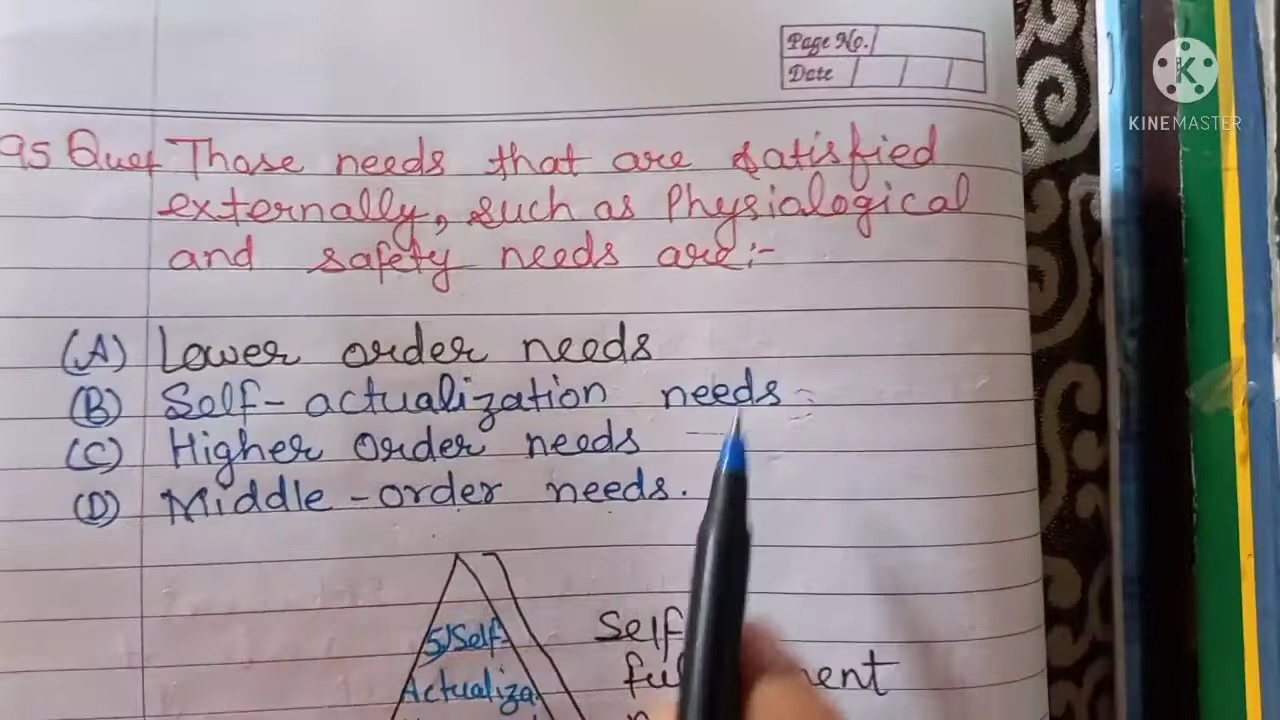 Page No.
Date
K
KINEMASTER
95 Ques Those needs that are satisfied
externally, such as Physiological
and safety needs are:-
(A) Lower order needs
(B) Self-actualization needs
(C) Higher order needs
(D) Middle-order needs.
5) Self-
Actualiza
Self